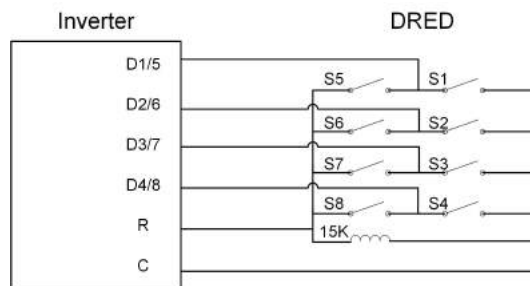 Inverter DRED
D1/5
S5 S1
D2/6
S6 S2
D3/7
S7 S3
D4/8
S8 S4
R
15K
C